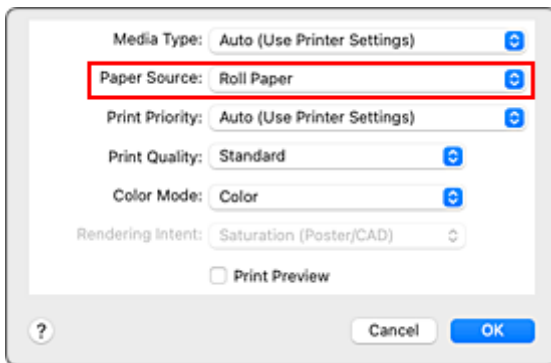 Media Type: Auto (Use Printer Settings)
Paper Source: Roll Paper
Print Priority: Auto (Use Printer Settings)
Print Quality: Standard
Color Mode: Color
Rendering Intent: Saturation (Poster/CAD)
Print Preview
? Cancel OK